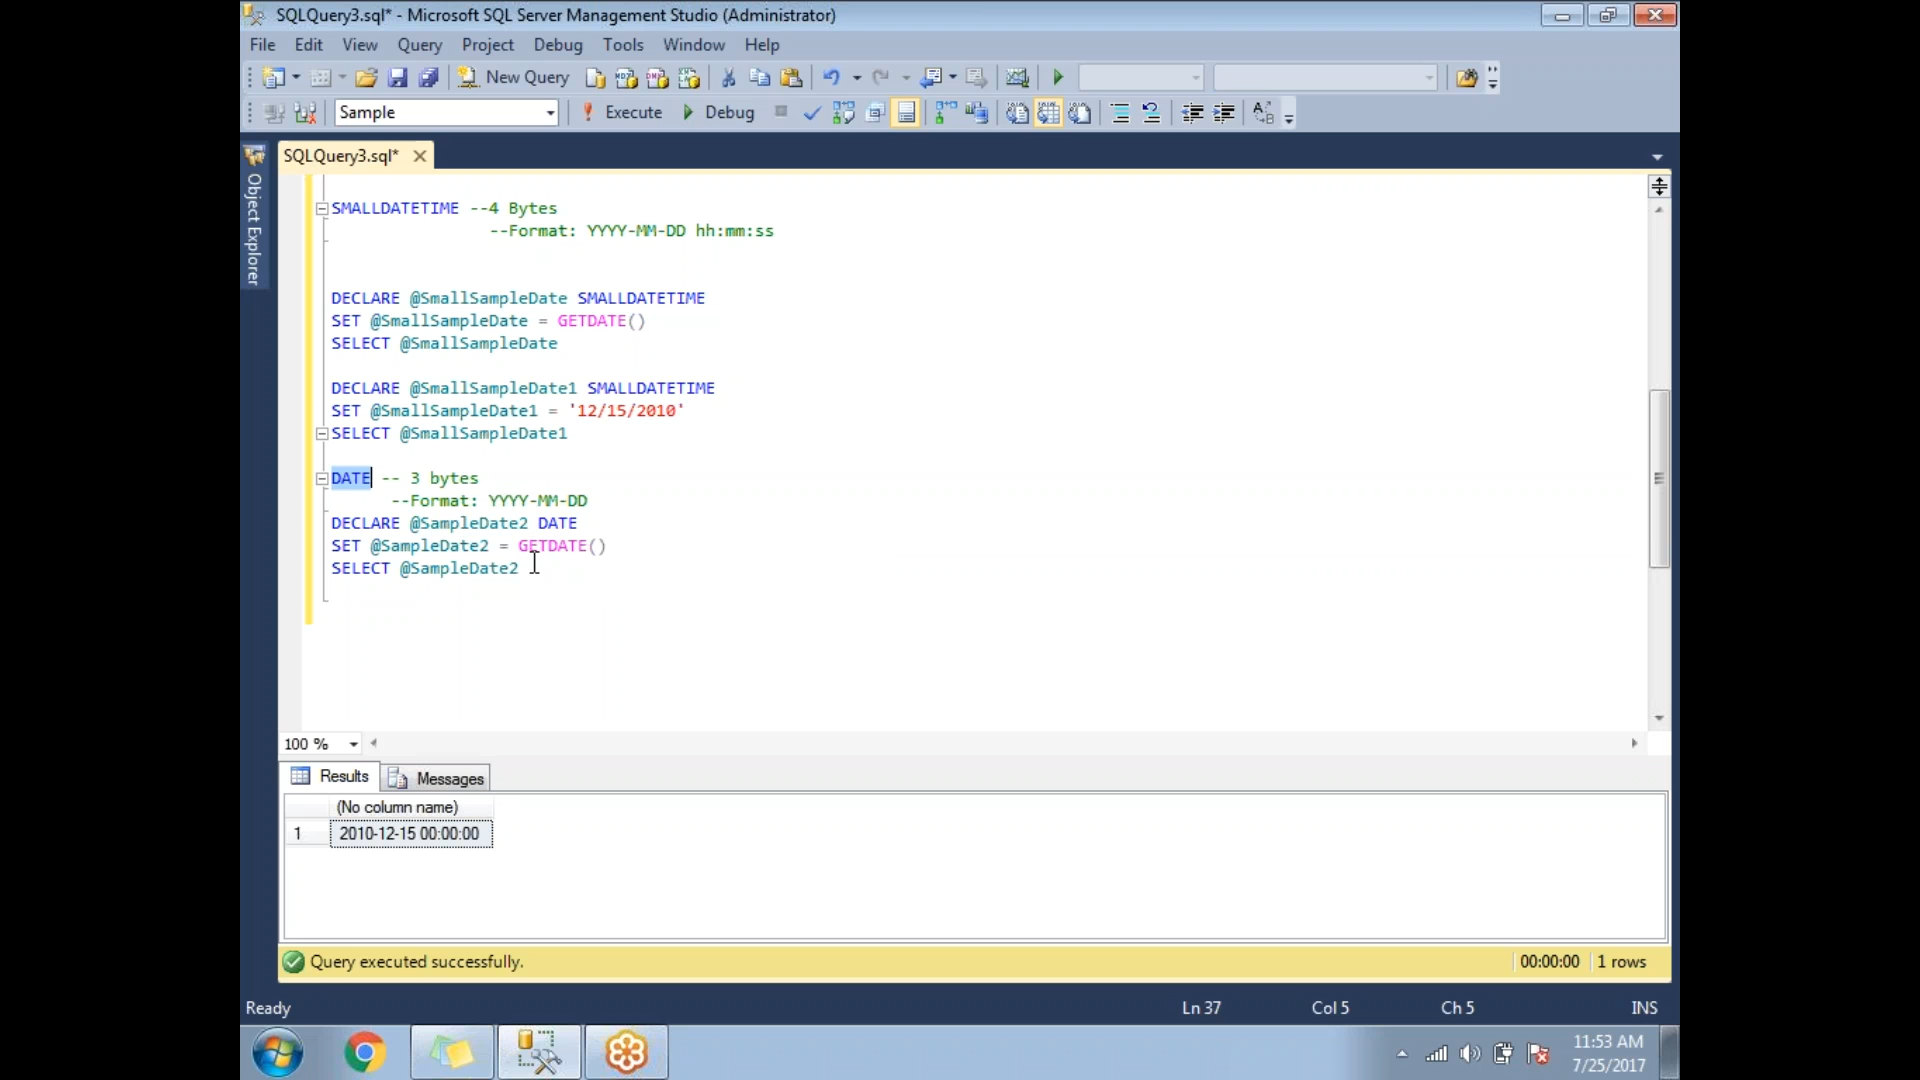 SQLQuery3.sql* - Microsoft SQL Server Management Studio (Administrator)
File Edit View Query Project Debug Tools Window Help
New Query
Sample Execute Debug
SQLQuery3.sql*
Object Explorer
SMALLDATETIME --4 Bytes
--Format: YYYY-MM-DD hh:mm:ss
DECLARE @SmallSampleDate SMALLDATETIME
SET @SmallSampleDate = GETDATE()
SELECT @SmallSampleDate
DECLARE @SmallSampleDate1 SMALLDATETIME
SET @SmallSampleDate1 = '12/15/2010'
SELECT @SmallSampleDate1
DATE -- 3 bytes
--Format: YYYY-MM-DD
DECLARE @SampleDate2 DATE
SET @SampleDate2 = GETDATE()
SELECT @SampleDate2
100 %
Results Messages
(No column name)
1 2010-12-15 00:00:00
Query executed successfully. 00:00:00 1 rows
Ready Ln 37 Col 5 Ch 5 INS
11:53 AM
7/25/2017